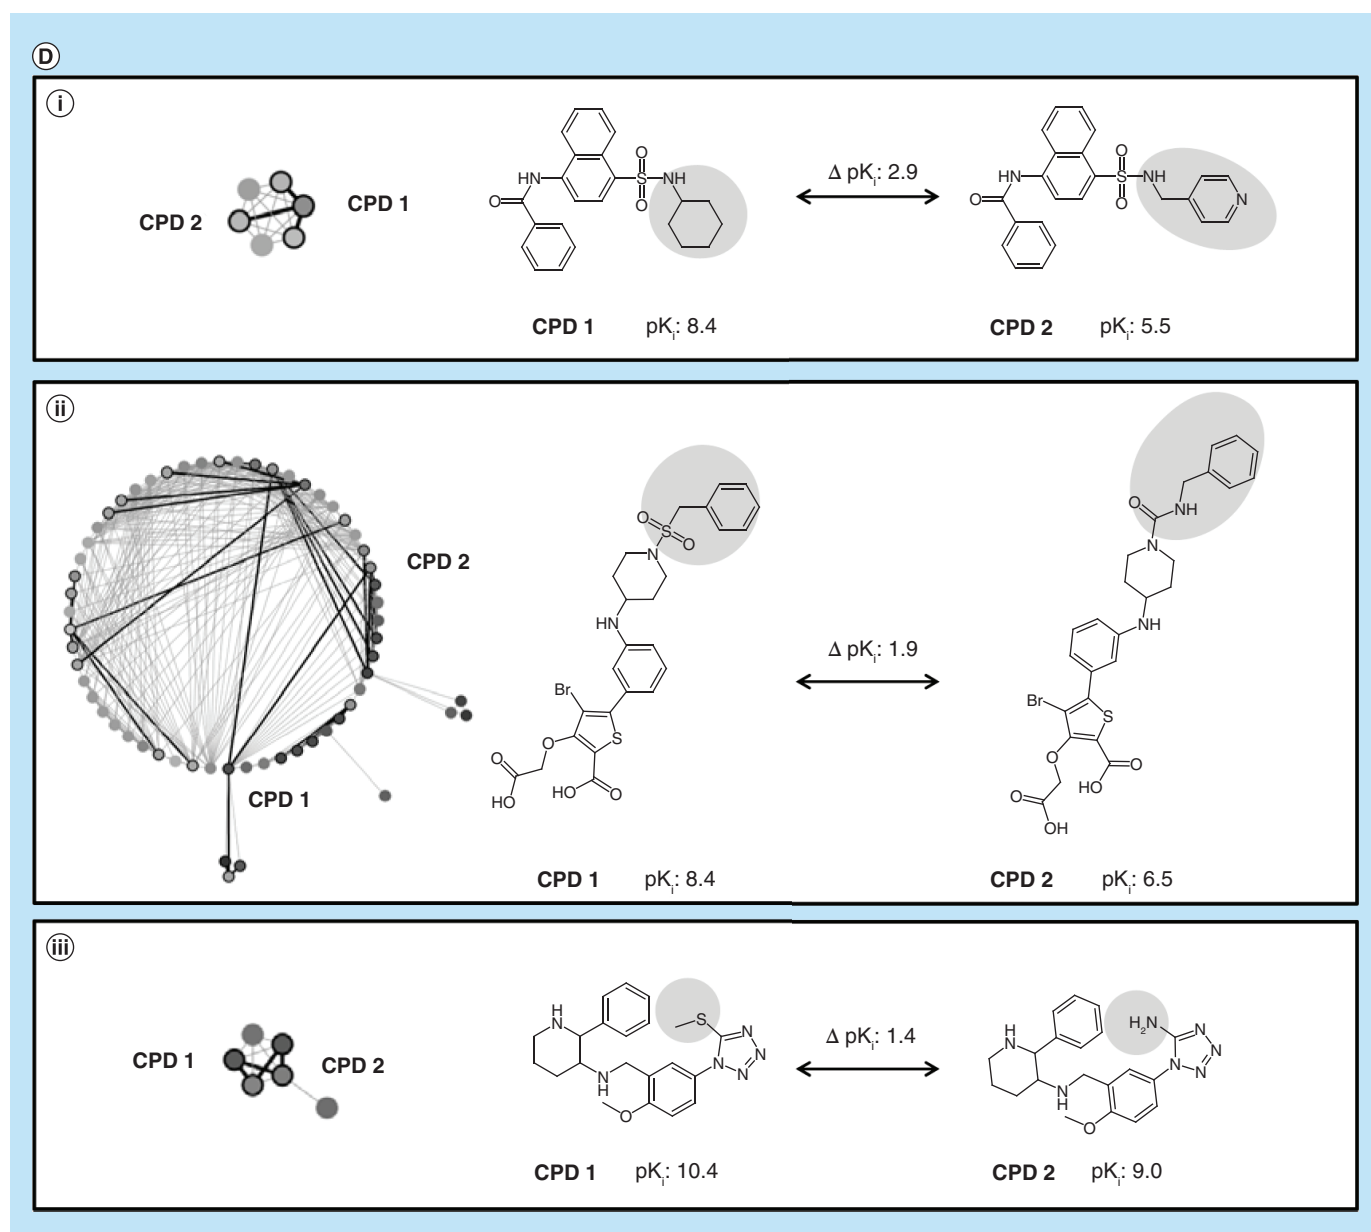 D
i
CPD 1
CPD 2
HN
O
O
S
O
NH
Δ pKi: 2.9
HN
O
O
S
O
NH
N
CPD 1 pKi: 8.4
CPD 2 pKi: 5.5
ii
CPD 2
CPD 1
O
S
O
N
HN
Br
S
O
O
HO
HO
O
Δ pKi: 1.9
O
NH
N
NH
Br
S
O
O
HO
O
OH
CPD 1 pKi: 8.4
CPD 2 pKi: 6.5
iii
CPD 1
CPD 2
H
N
S
N
N
N
N
N
H
O
Δ pKi: 1.4
H
N
H2N
N
N
N
N
N
H
O
CPD 1 pKi: 10.4
CPD 2 pKi: 9.0